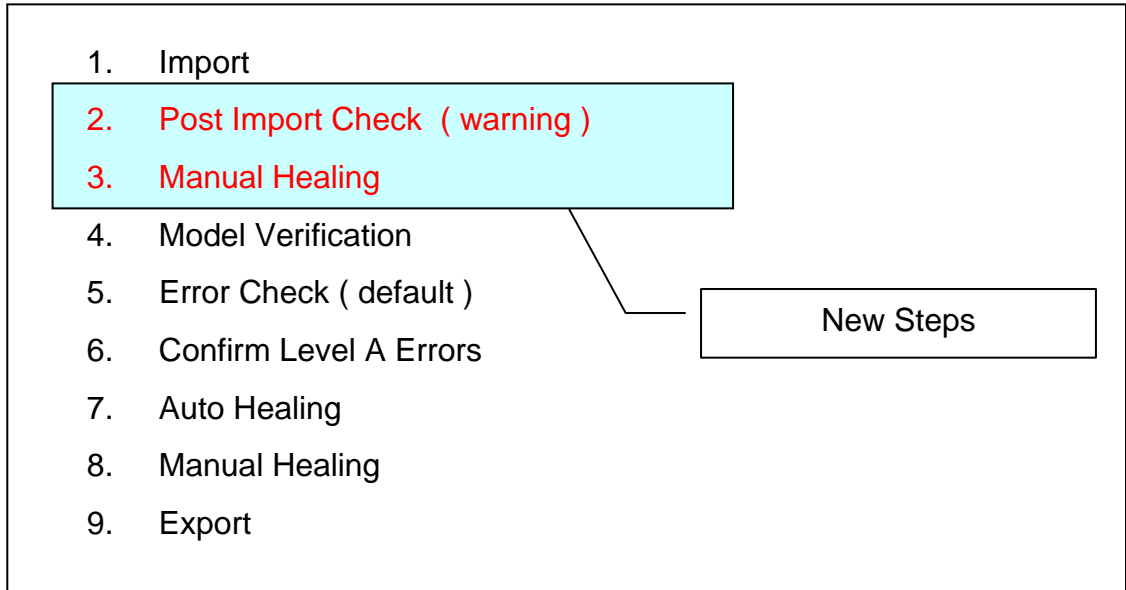 1. Import
2. Post Import Check ( warning )
3. Manual Healing
4. Model Verification
5. Error Check ( default )
New Steps
6. Confirm Level A Errors
7. Auto Healing
8. Manual Healing
9. Export